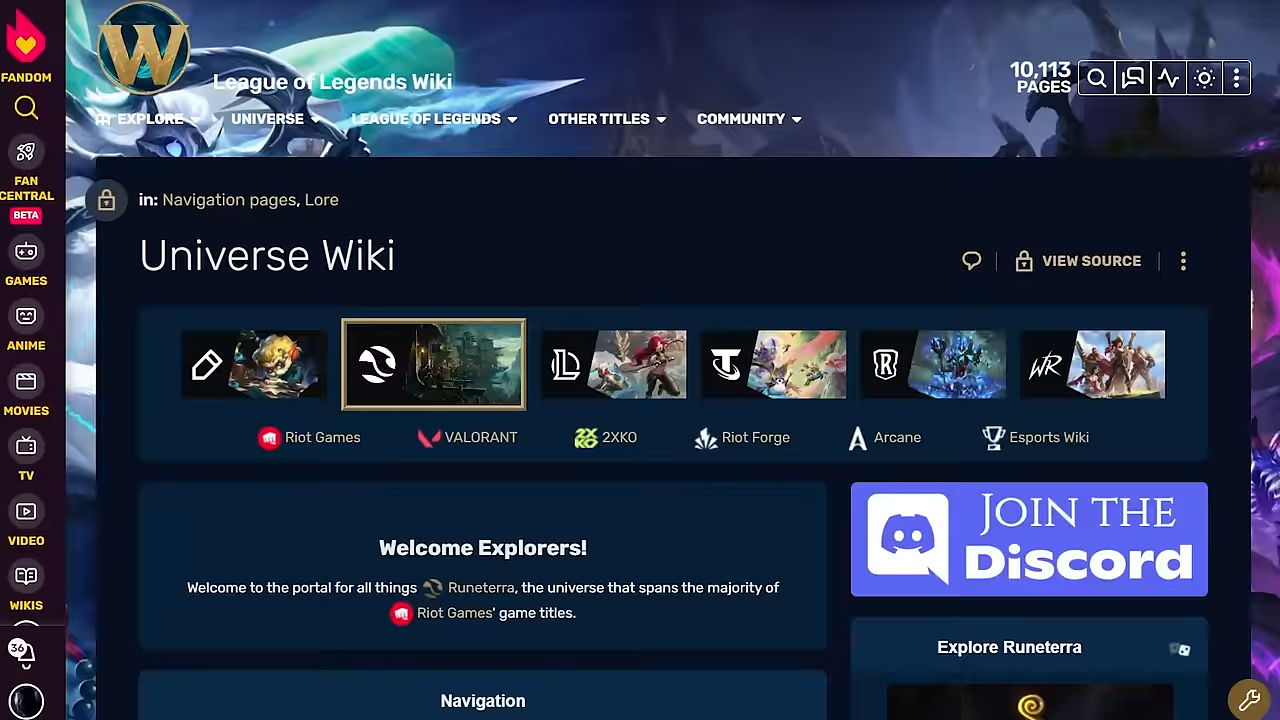 FANDOM
FAN
CENTRAL
BETA
GAMES
ANIME
MOVIES
TV
VIDEO
WIKIS
36
W
League of Legends Wiki
10,113
PAGES
EXPLORE
UNIVERSE
LEAGUE OF LEGENDS
OTHER TITLES
COMMUNITY
in: Navigation pages, Lore
Universe Wiki
VIEW SOURCE
WR
Riot Games
VALORANT
2XKO
2XKO
Riot Forge
Arcane
Esports Wiki
Welcome Explorers!
Welcome to the portal for all things Runeterra, the universe that spans the majority of
Riot Games' game titles.
JOIN THE
Discord
Explore Runeterra
Navigation